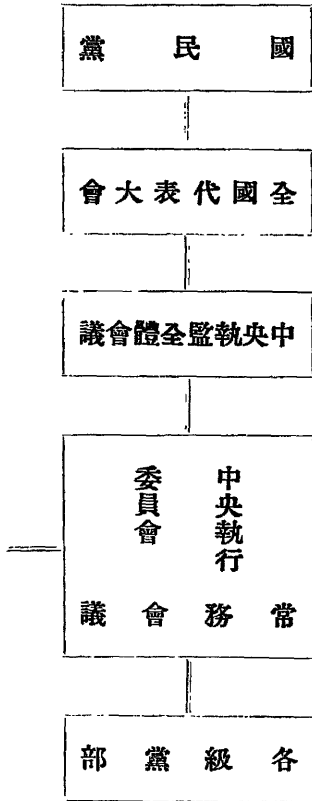 國民黨
全國代表大會
中央執監全體會議
中央執行
委員會
常務會議
各級黨部